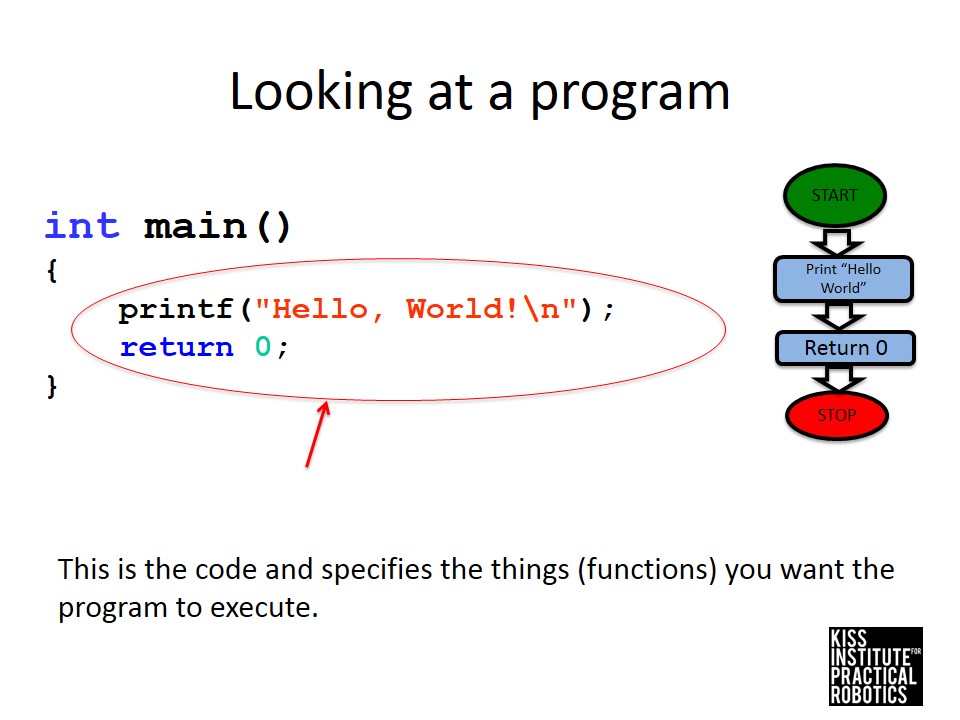 Looking at a program
int main()
{
printf("Hello, World!\n");
return 0;
}
START
Print “Hello
World”
Return 0
STOP
This is the code and specifies the things (functions) you want the
program to execute.
KISS
INSTITUTE FOR
PRACTICAL
ROBOTICS